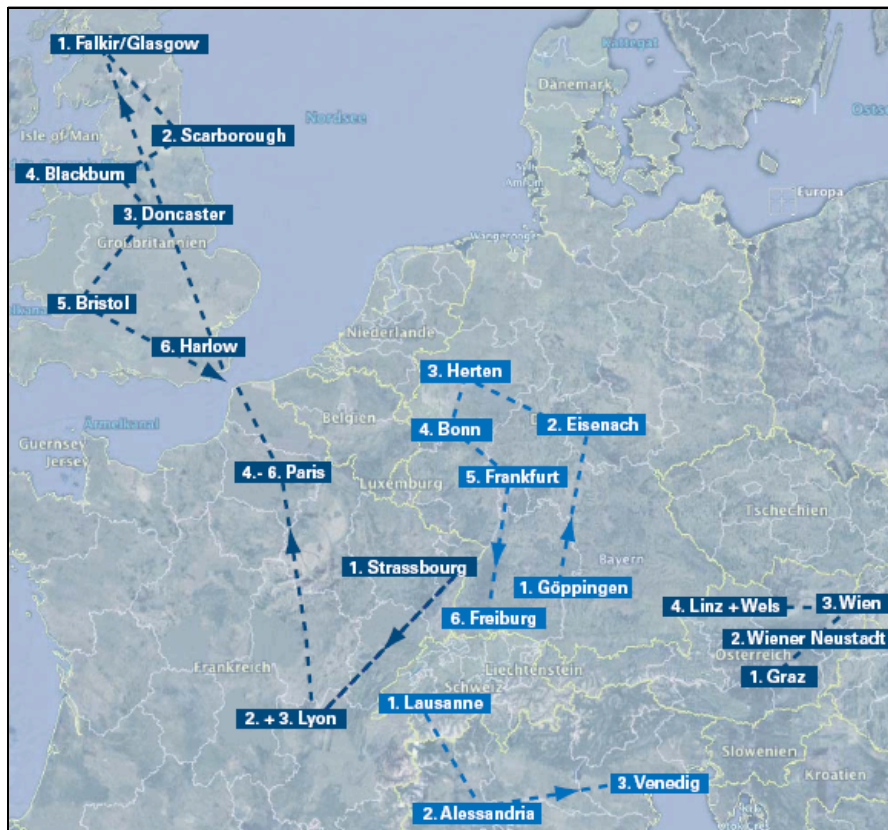 1. Falkir/Glasgow
Kattegat
Dänemark
Ostse
Nordsee
Isle of Man
2. Scarborough
4. Blackburn
Europa
3. Doncaster
Großbritannien
Wangerooge
5. Bristol
Niederlande
6. Harlow
3. Herten
Ärmelkanal
Belgien
4. Bonn
2. Eisenach
Guernsey
Jersey
4.- 6. Paris
Luxemburg
5. Frankfurt
Tschechien
1. Strassbourg
Bayern
1. Göppingen
4. Linz + Wels
3. Wien
6. Freiburg
2. Wiener Neustadt
Österreich
Frankreich
Liechtenstein
Schweiz
1. Graz
1. Lausanne
2. + 3. Lyon
Slowenien
Kroatien
3. Venedig
2. Alessandria